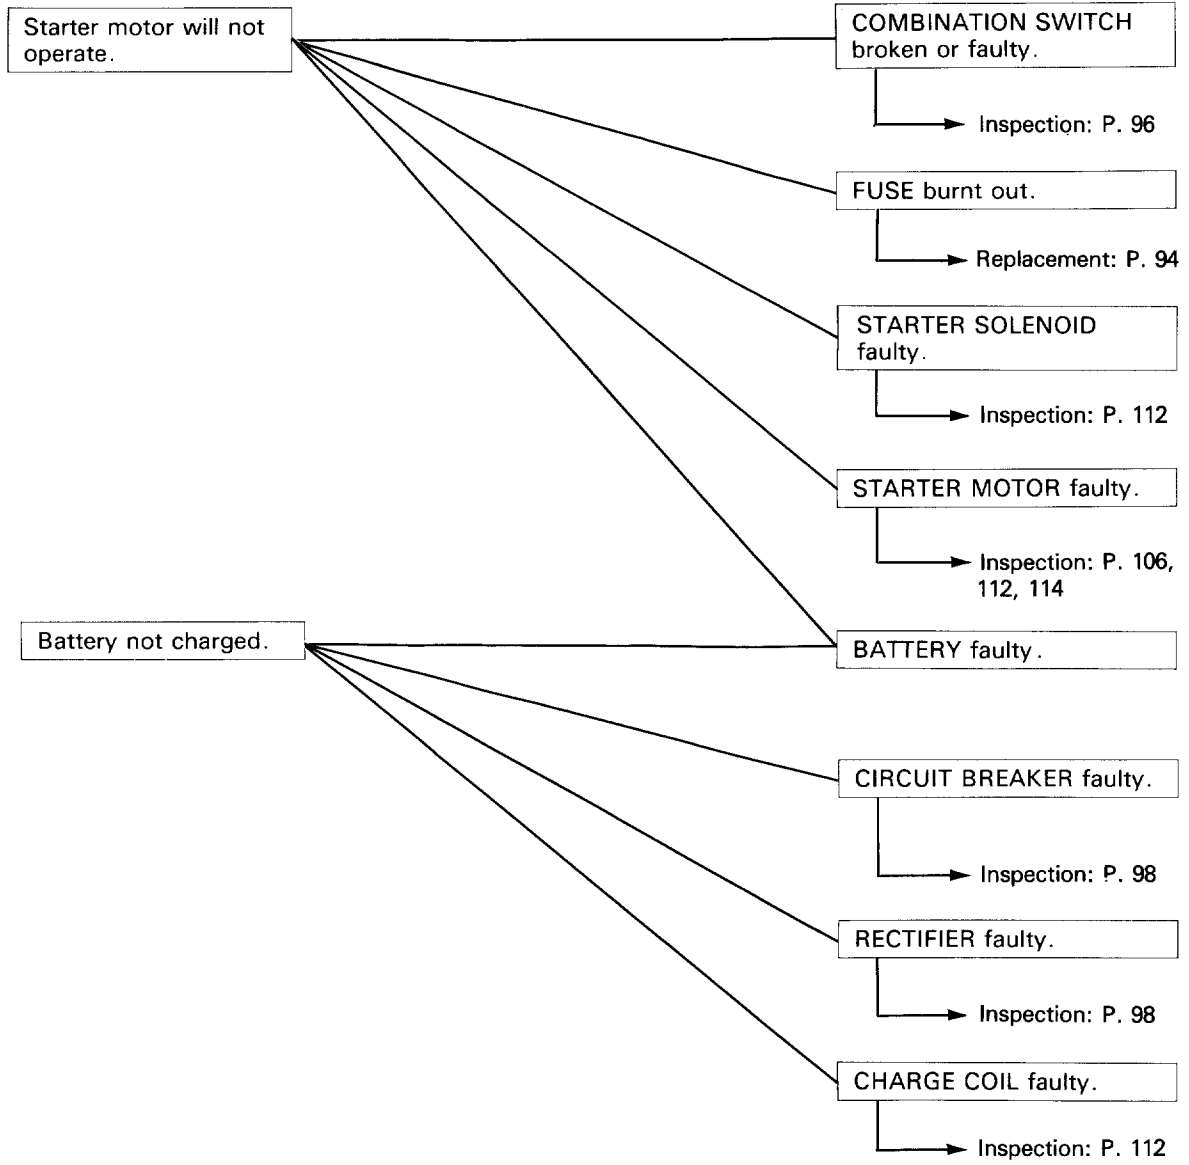 Starter motor will not
operate.
COMBINATION SWITCH
broken or faulty.
Inspection: P. 96
FUSE burnt out.
Replacement: P. 94
STARTER SOLENOID
faulty.
Inspection: P. 112
STARTER MOTOR faulty.
Inspection: P. 106,
112, 114
Battery not charged.
BATTERY faulty.
CIRCUIT BREAKER faulty.
Inspection: P. 98
RECTIFIER faulty.
Inspection: P. 98
CHARGE COIL faulty.
Inspection: P. 112